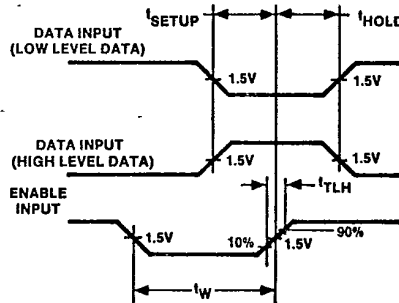 tSETUP tHOLD
DATA INPUT
(LOW LEVEL DATA)
1.5V 1.5V
DATA INPUT
(HIGH LEVEL DATA)
1.5V 1.5V
tTLH
ENABLE
INPUT
1.5V 10% 1.5V 90%
tW